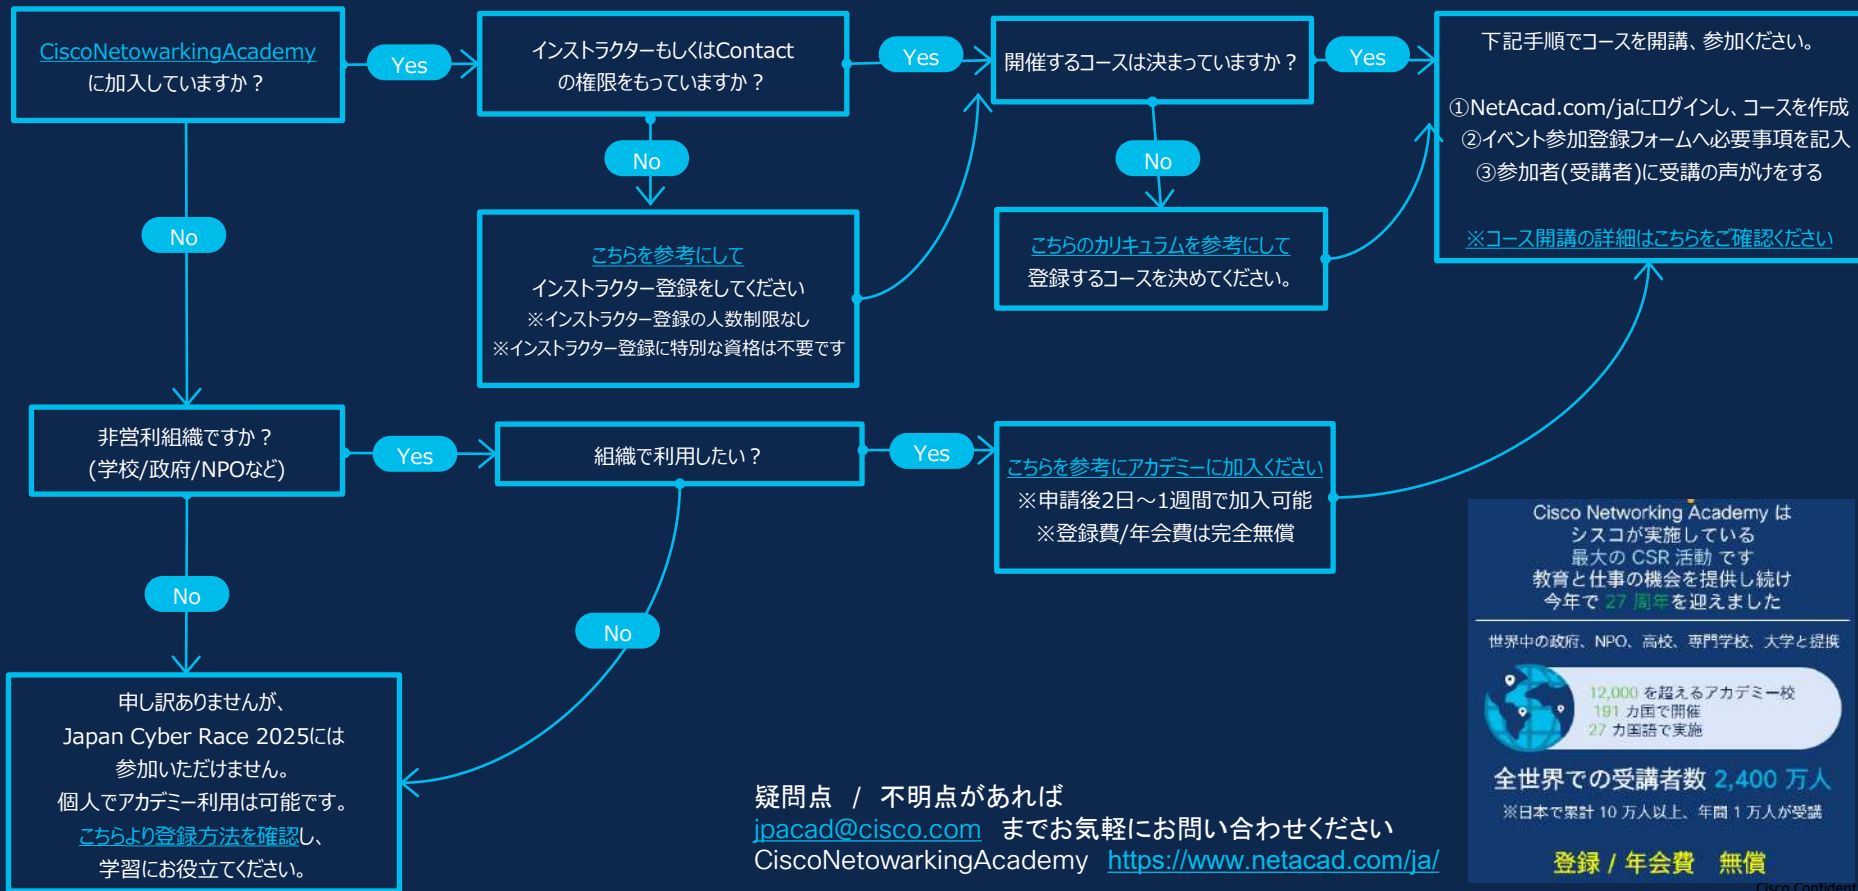 CiscoNetowarkingAcademy
に加入していますか？
Yes
インストラクターもしくはContact
の権限をもっていますか？
Yes
開催するコースは決まっていますか？
Yes
下記手順でコースを開講、参加ください。
①NetAcad.com/jaにログインし、コースを作成
②イベント参加登録フォームへ必要事項を記入
③参加者(受講者)に受講の声がけをする
※コース開講の詳細はこちらをご確認ください
No
No
No
こちらを参考にして
インストラクター登録をしてください
※インストラクター登録の人数制限なし
※インストラクター登録に特別な資格は不要です
こちらのカリキュラムを参考にして
登録するコースを決めてください。
非営利組織ですか？
(学校/政府/NPOなど)
Yes
組織で利用したい？
Yes
こちらを参考にアカデミーに加入ください
※申請後2日～1週間で加入可能
※登録費/年会費は完全無償
No
No
申し訳ありませんが、
Japan Cyber Race 2025には
参加いただけません。
個人でアカデミー利用は可能です。
こちらより登録方法を確認し、
学習にお役立てください。
疑問点 / 不明点があれば
jpacad@cisco.com までお気軽にお問い合わせください
CiscoNetowarkingAcademy https://www.netacad.com/ja/
Cisco Networking Academy は
シスコが実施している
最大の CSR 活動 です
教育と仕事の機会を提供し続け
今年で 27 周年を迎えました
世界中の政府、NPO、高校、専門学校、大学と提携
12,000 を超えるアカデミー校
191 カ国で開催
27 カ国語で実施
全世界での受講者数 2,400 万人
※日本で累計 10 万人以上、年間 1 万人が受講
登録 / 年会費 無償